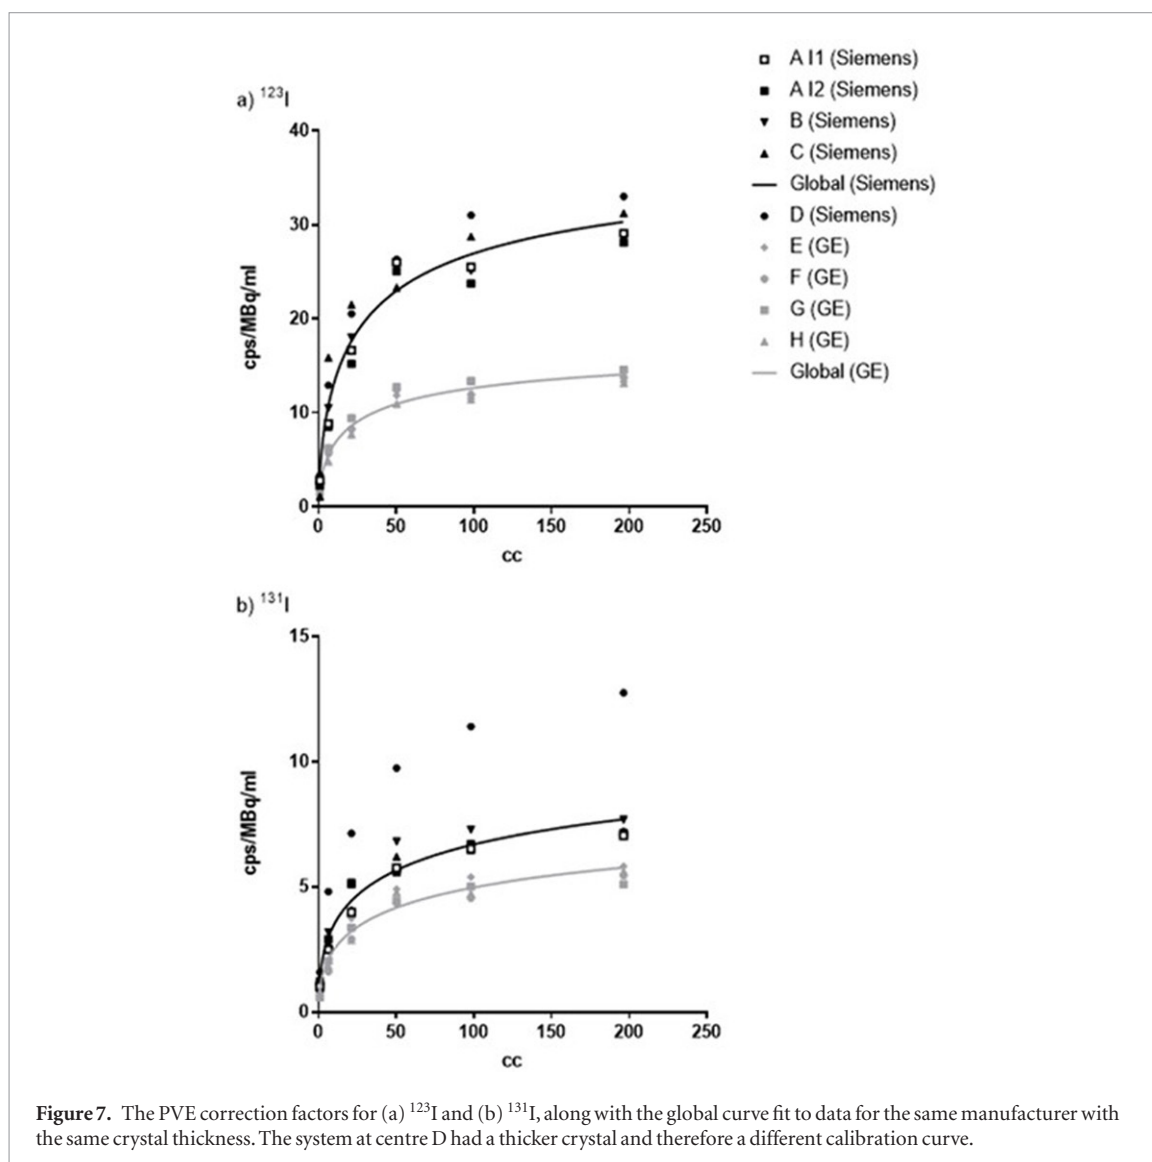 A I1 (Siemens)
A I2 (Siemens)
B (Siemens)
C (Siemens)
Global (Siemens)
D (Siemens)
E (GE)
F (GE)
G (GE)
H (GE)
Global (GE)
a) ¹²³I
40
30
20
10
0
cps/MBq/ml
0 50 100 150 200 250
cc
b) ¹³¹I
15
10
5
0
cps/MBq/ml
0 50 100 150 200 250
cc
Figure 7. The PVE correction factors for (a) ¹²³I and (b) ¹³¹I, along with the global curve fit to data for the same manufacturer with
the same crystal thickness. The system at centre D had a thicker crystal and therefore a different calibration curve.